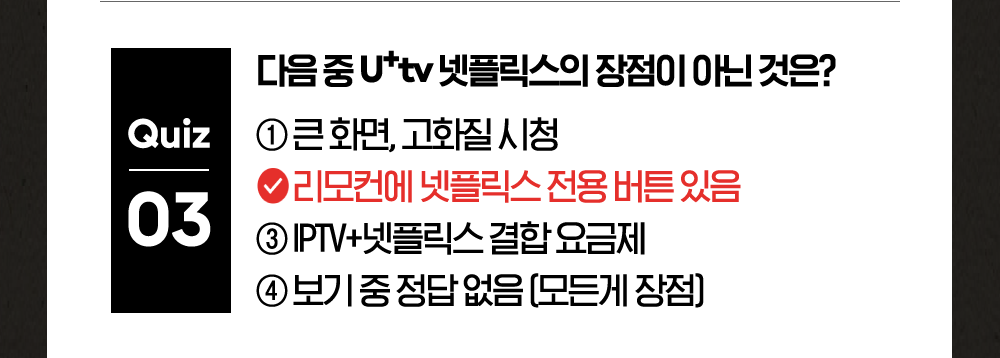 Quiz
03
다음 중 U+tv 넷플릭스의 장점이 아닌 것은?
① 큰 화면, 고화질 시청
리모컨에 넷플릭스 전용 버튼 있음
③ IPTV+넷플릭스 결합 요금제
④ 보기 중 정답 없음 (모든게 장점)